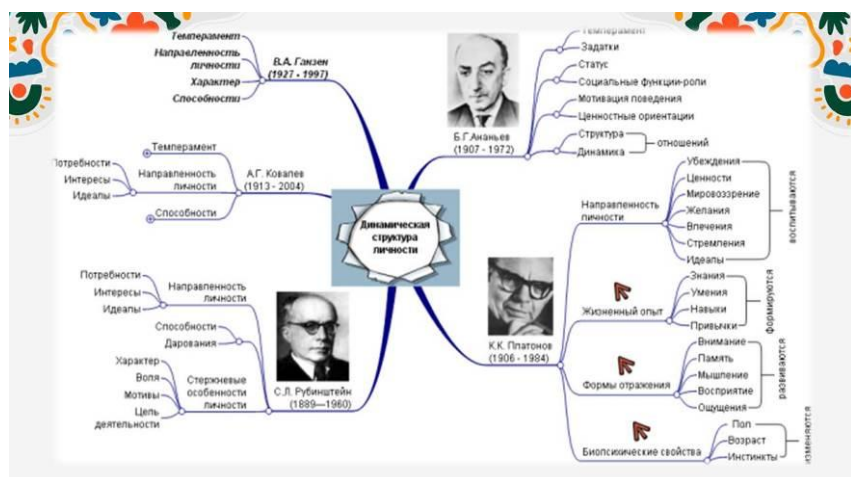 Динамическая
структура
личности
В.А. Ганзен
(1927 - 1997)
Темперамент
Направленность
личности
Характер
Способности
А.Г. Ковалев
(1913 - 2004)
Темперамент
Направленность
личности
Потребности
Интересы
Идеалы
Способности
С.Л. Рубинштейн
(1889—1960)
Направленность
личности
Потребности
Интересы
Идеалы
Способности
Дарования
Стержневые
особенности
личности
Характер
Воля
Мотивы
Цель
деятельности
Б.Г.Ананьев
(1907 - 1972)
Темперамент
Задатки
Статус
Социальные функции-роли
Мотивация поведения
Ценностные ориентации
Структура
Динамика
отношений
К.К. Платонов
(1906 - 1984)
Направленность
личности
Убеждения
Ценности
Мировоззрение
Желания
Влечения
Стремления
Идеалы
воспитываются
Жизненный опыт
Знания
Умения
Навыки
Привычки
формируются
Формы отражения
Внимание
Память
Мышление
Восприятие
Ощущения
развиваются
Биопсихические свойства
Пол
Возраст
Инстинкты
изменяются